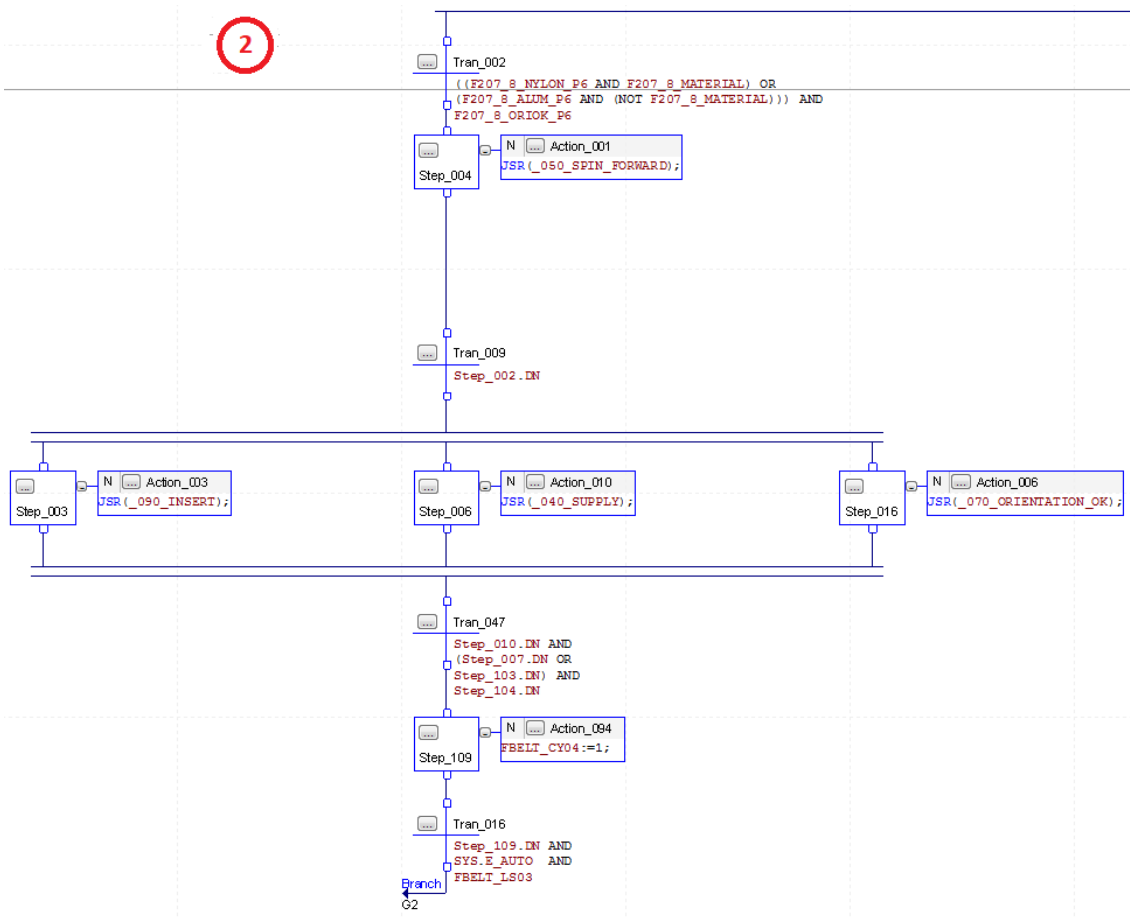 2
... Tran_002
((F207_8_NYLON_P6 AND F207_8_MATERIAL) OR
(F207_8_ALUM_P6 AND (NOT F207_8_MATERIAL))) AND
F207_8_ORIOK_P6
... Step_004
N ... Action_001
JSR(_050_SPIN_FORWARD);
... Tran_009
Step_002.DN
... Step_003
N ... Action_003
JSR(_090_INSERT);
... Step_006
N ... Action_010
JSR(_040_SUPPLY);
... Step_016
N ... Action_006
JSR(_070_ORIENTATION_OK);
... Tran_047
Step_010.DN AND
(Step_007.DN OR
Step_103.DN) AND
Step_104.DN
... Step_109
N ... Action_094
FBELT_CY04:=1;
... Tran_016
Step_109.DN AND
SYS.E_AUTO AND
FBELT_LS03
Branch
G2